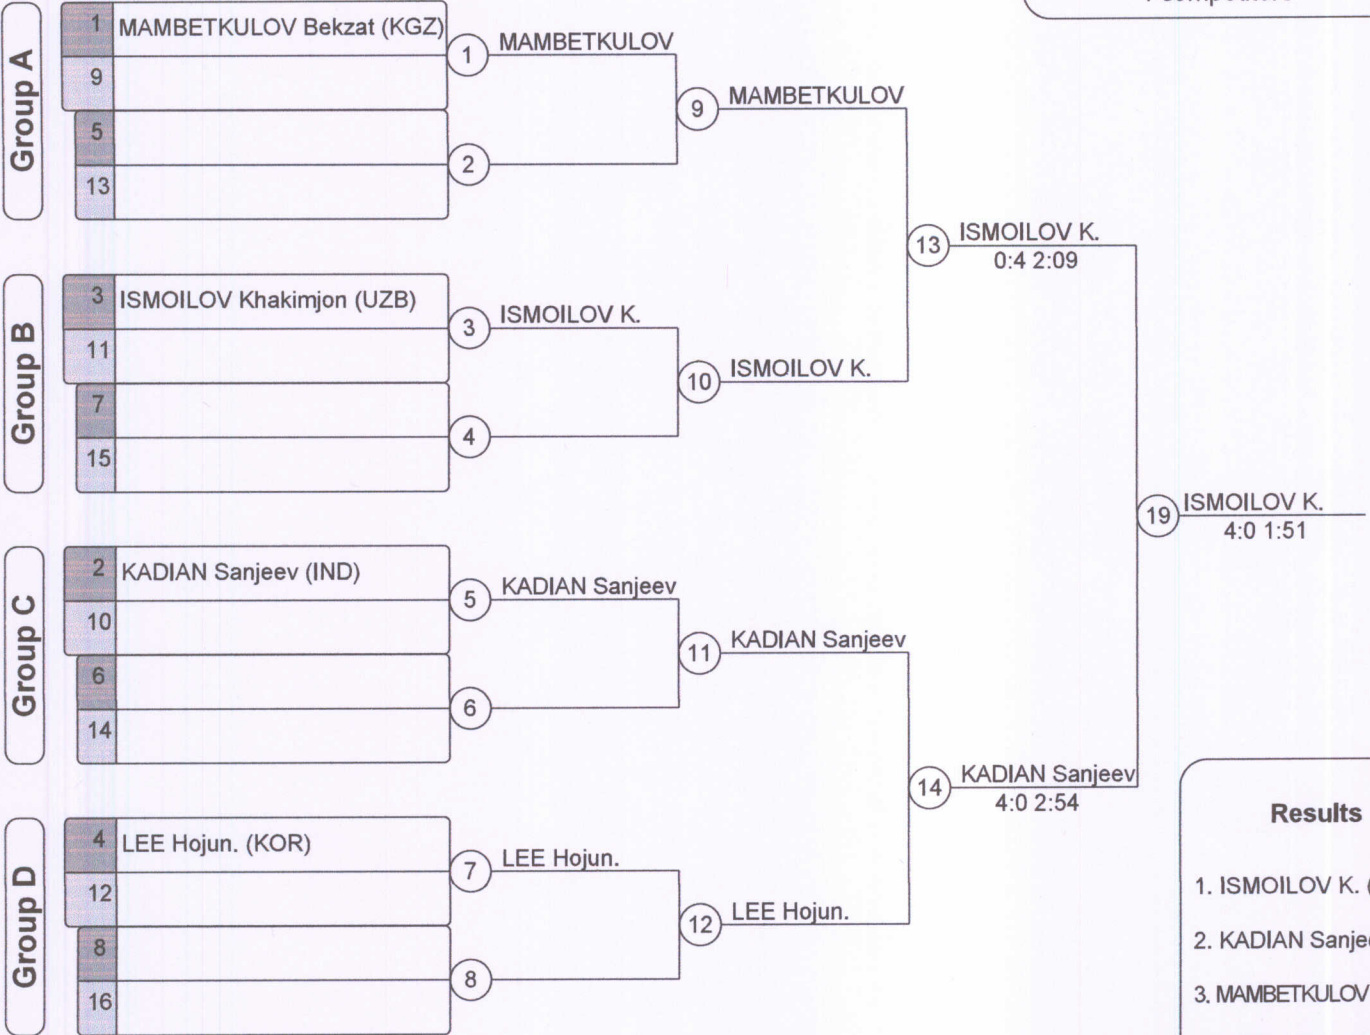 Group A
1 MAMBETKULOV Bekzat (KGZ)
9
5
13
1 MAMBETKULOV
2
9 MAMBETKULOV
13 ISMOILOV K.
0:4 2:09
Group B
3 ISMOILOV Khakimjon (UZB)
11
7
15
3 ISMOILOV K.
4
10 ISMOILOV K.
19 ISMOILOV K.
4:0 1:51
Group C
2 KADIAN Sanjeev (IND)
10
6
14
5 KADIAN Sanjeev
6
11 KADIAN Sanjeev
14 KADIAN Sanjeev
4:0 2:54
Group D
4 LEE Hojun. (KOR)
12
8
16
7 LEE Hojun.
8
12 LEE Hojun.
Results
1. ISMOILOV K. (
2. KADIAN Sanje
3. MAMBETKULOV